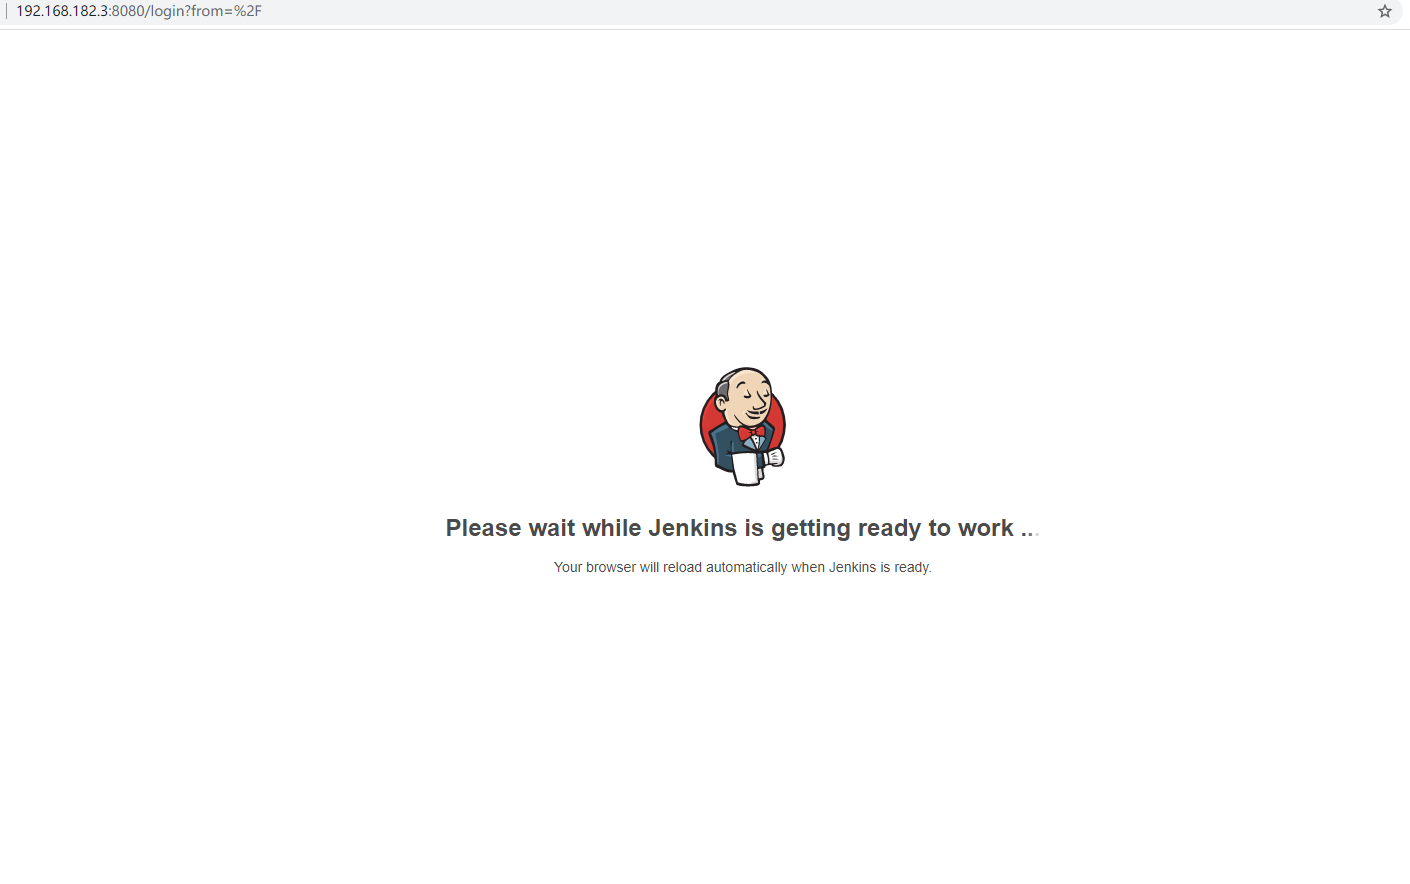 192.168.182.3:8080/login?from=%2F
Please wait while Jenkins is getting ready to work ...
Your browser will reload automatically when Jenkins is ready.